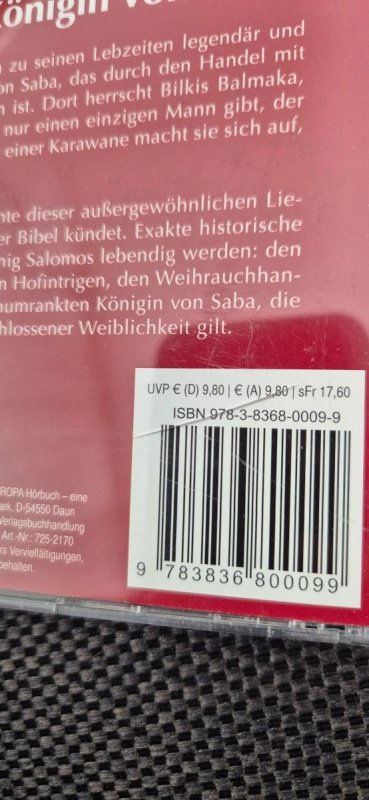 Königin von
zu seinen Lebzeiten legendär und
on Saba, das durch den Handel mit
ist. Dort herrscht Bilkis Balmaka,
nur einen einzigen Mann gibt, der
einer Karawane macht sie sich auf,
nte dieser außergewöhnlichen Lie-
er Bibel kündet. Exakte historische
nig Salomos lebendig werden: den
n Hofintrigen, den Weihrauchhan-
numrankten Königin von Saba, die
hlossener Weiblichkeit gilt.
UVP € (D) 9,80 | € (A) 9,80 | sFr 17,60
ISBN 978-3-8368-0009-9
9 783836 800099
ROPA Hörbuch – eine
ark, D-54550 Daun
Verlagsbuchhandlung
Art.-Nr.: 725-2170
rs Vervielfältigungen,
behalten.